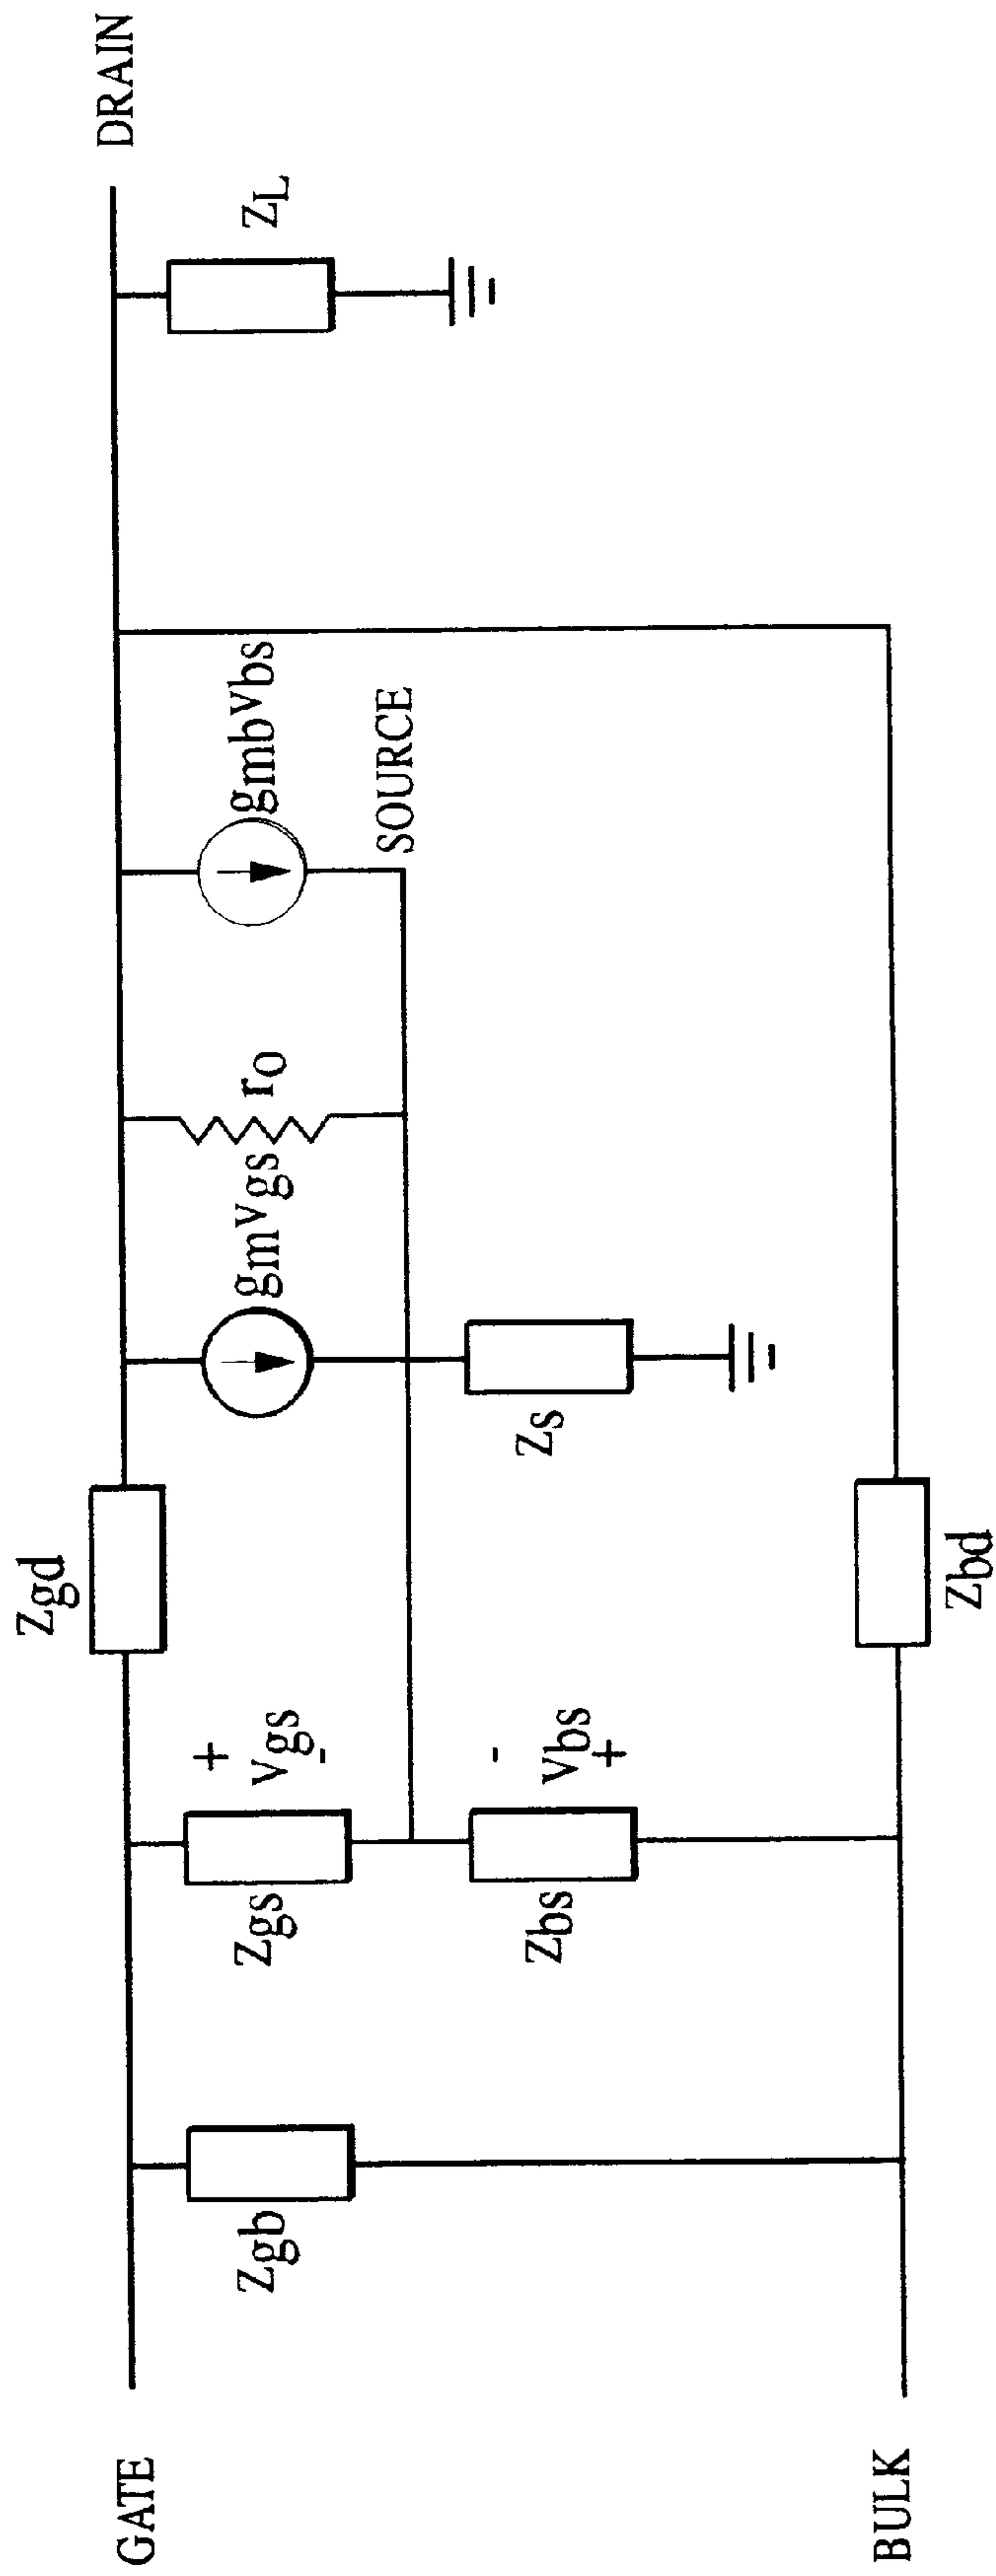 GATE
Zgb
Zgs
+
Vgs
-
Zgd
gmVgs
ro
gmbVbs
SOURCE
ZL
DRAIN
Zbs
-
Vbs
+
Zs
Zbd
BULK